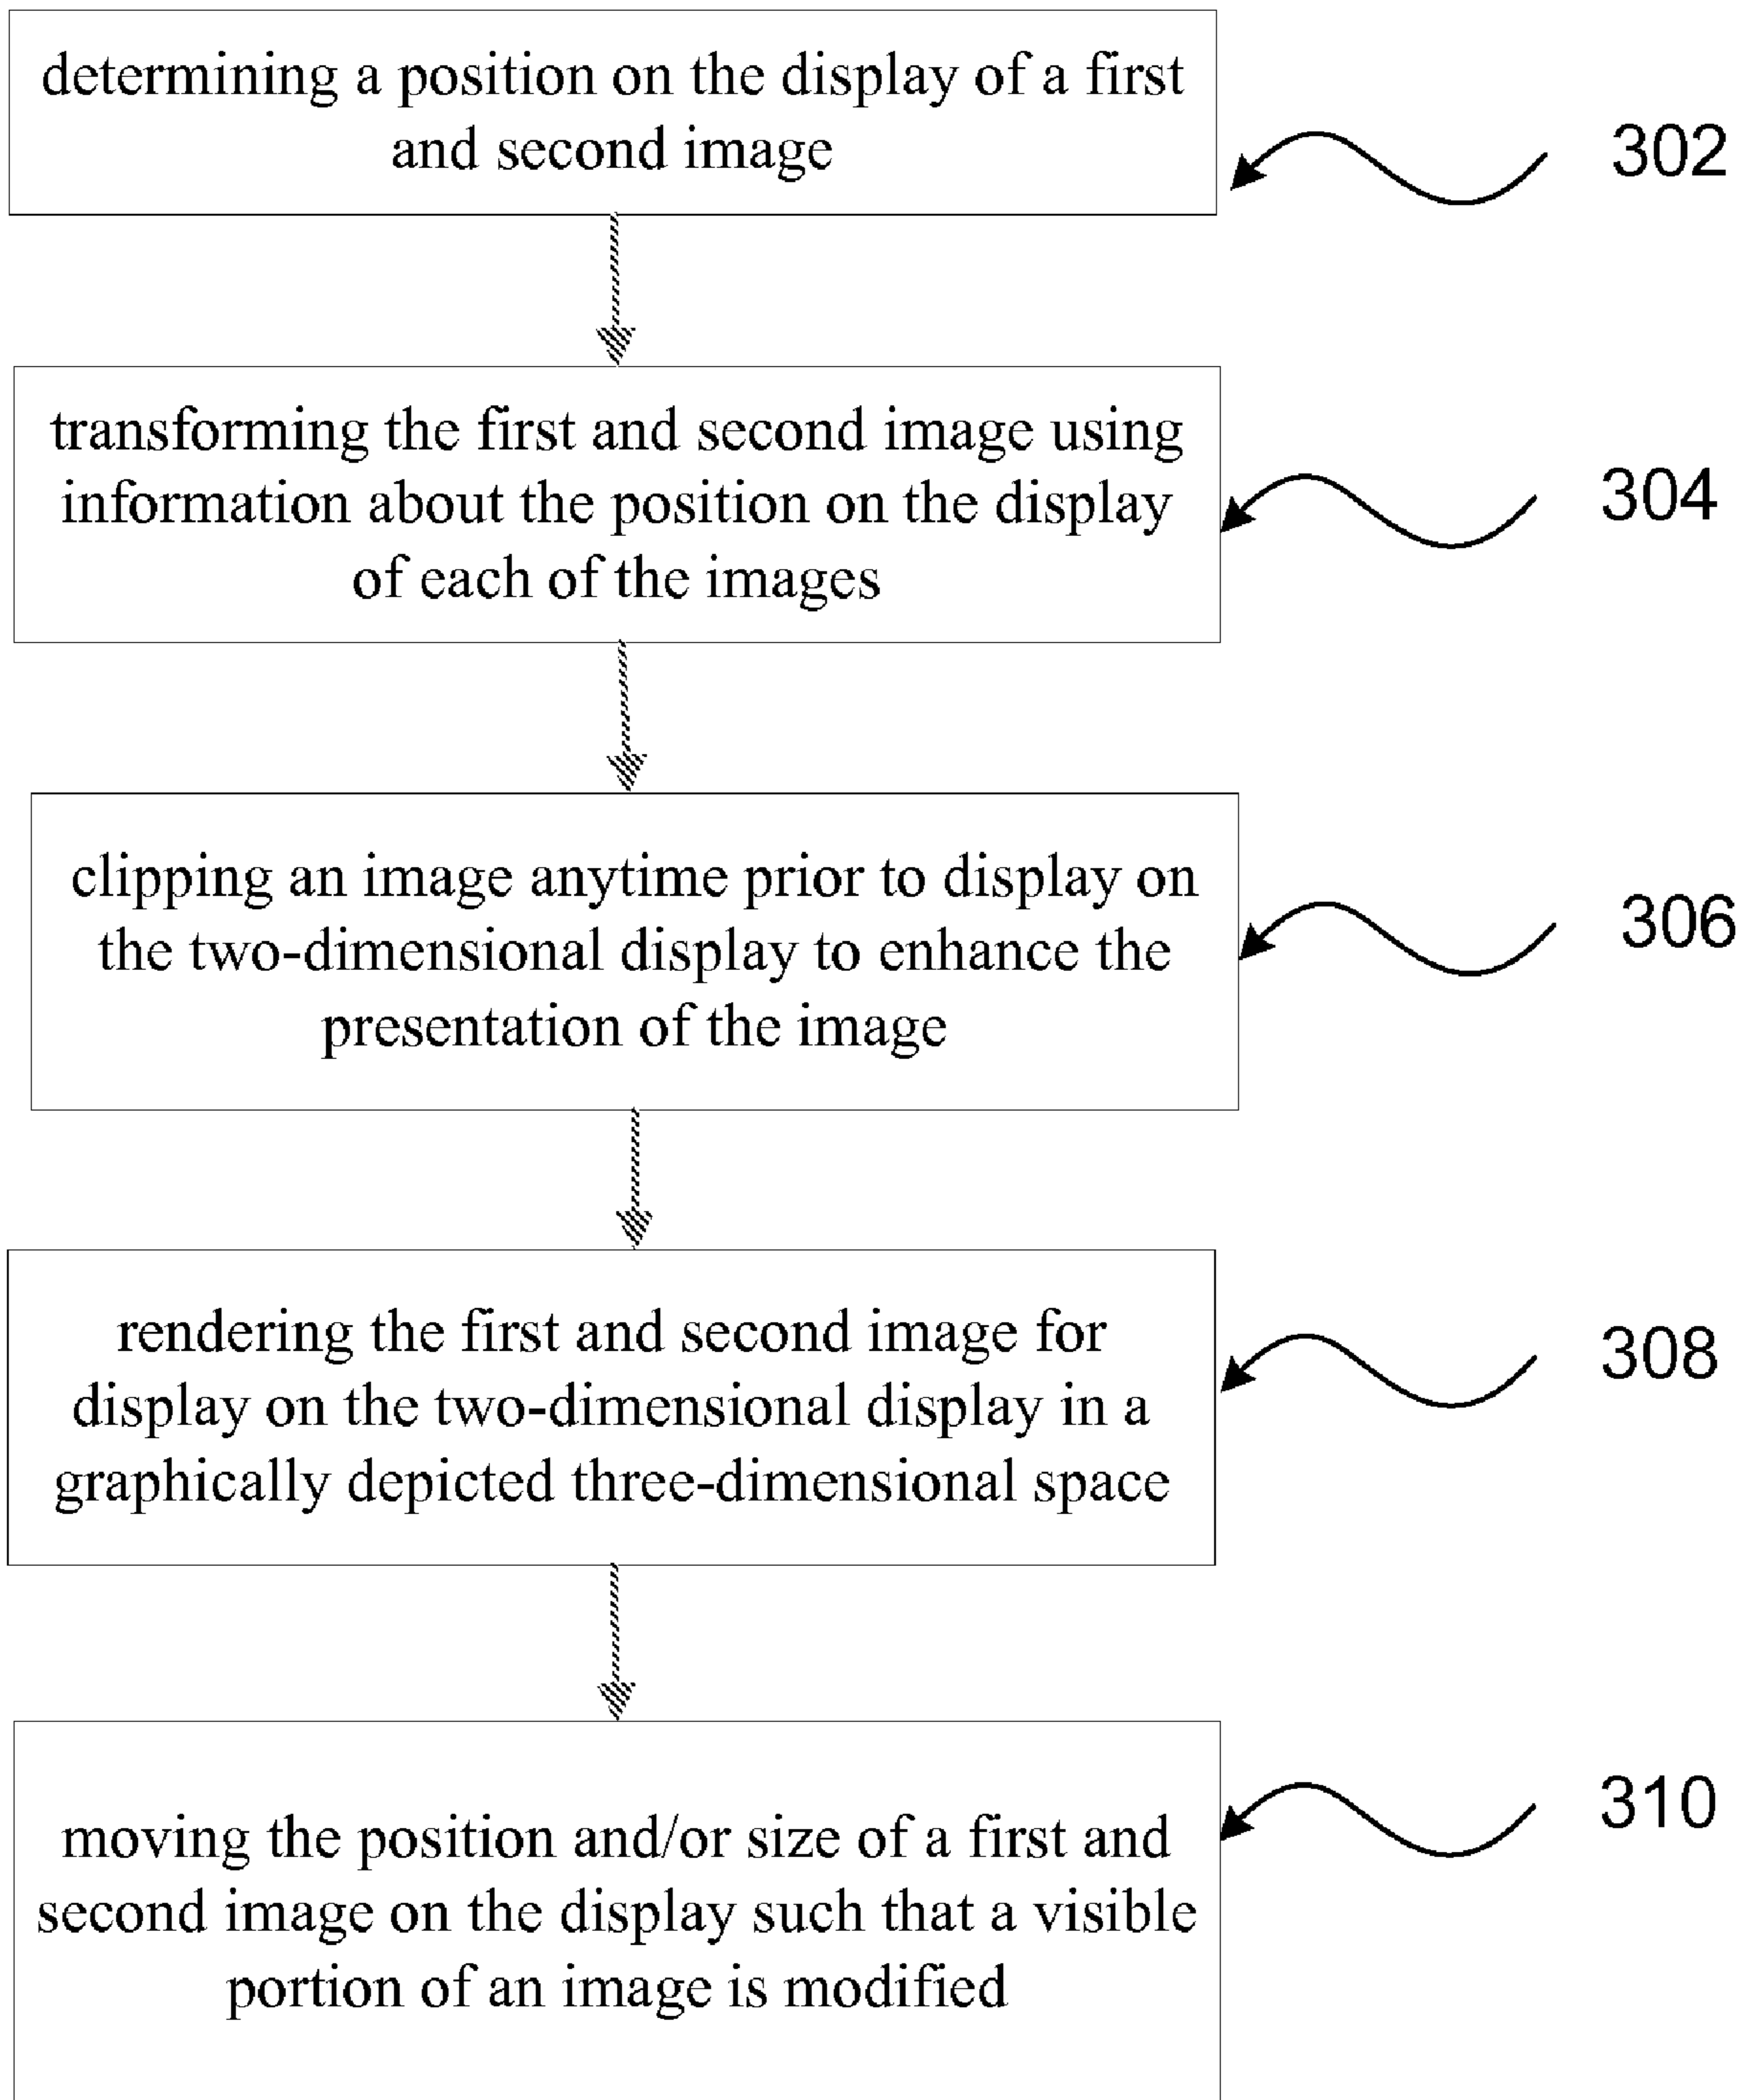 determining a position on the display of a first
and second image
302
transforming the first and second image using
information about the position on the display
of each of the images
304
clipping an image anytime prior to display on
the two-dimensional display to enhance the
presentation of the image
306
rendering the first and second image for
display on the two-dimensional display in a
graphically depicted three-dimensional space
308
moving the position and/or size of a first and
second image on the display such that a visible
portion of an image is modified
310